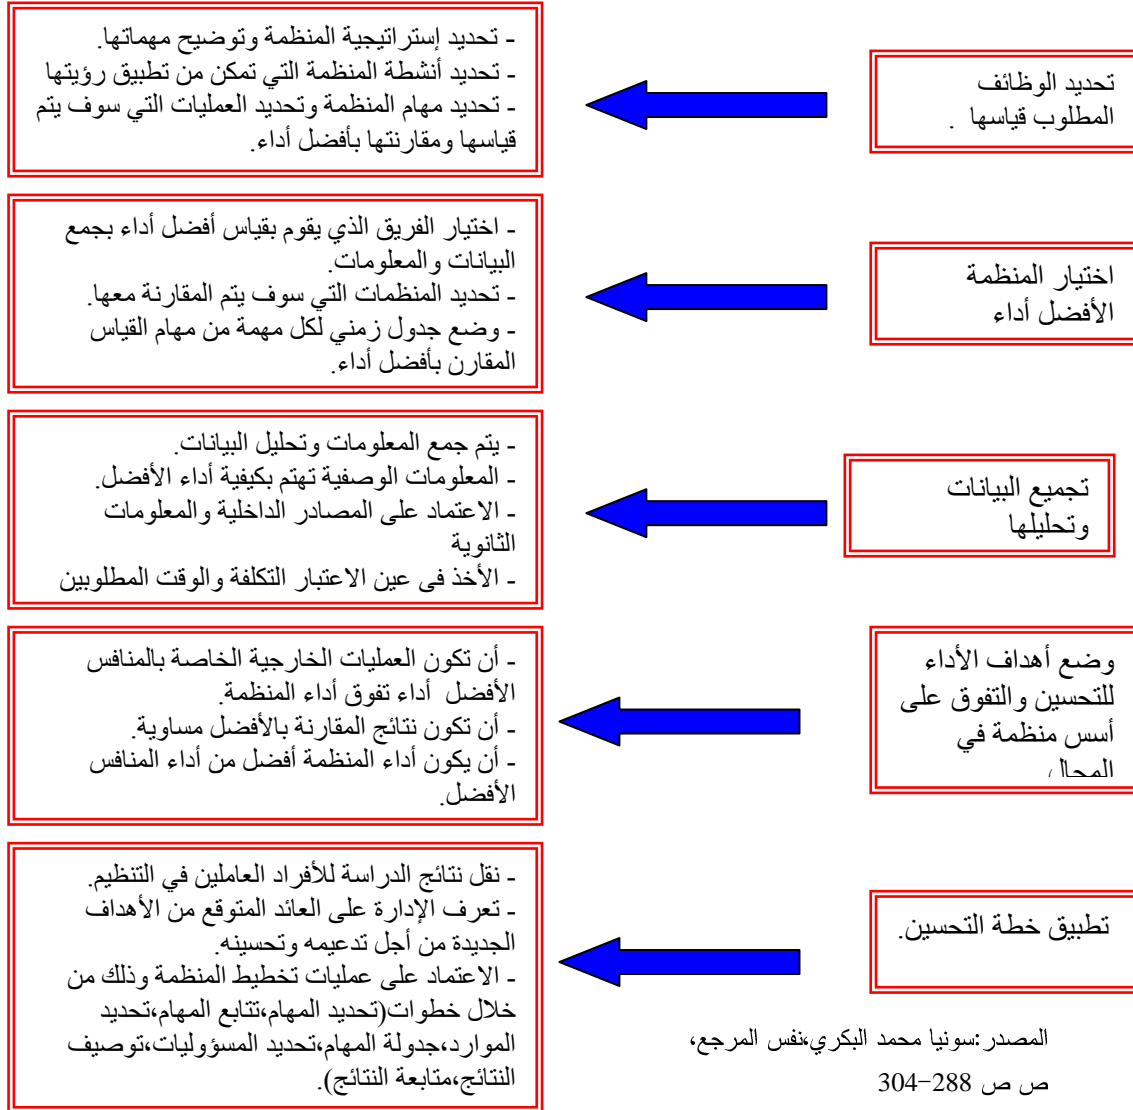 تحديد الوظائف
المطلوب قياسها .
- تحديد إستراتيجية المنظمة وتوضيح مهماتها.
- تحديد أنشطة المنظمة التي تمكن من تطبيق رؤيتها
- تحديد مهام المنظمة وتحديد العمليات التي سوف يتم
قياسها ومقارنتها بأفضل أداء.
اختيار المنظمة
الأفضل أداء
- اختيار الفريق الذي يقوم بقياس أفضل أداء بجمع
البيانات والمعلومات.
- تحديد المنظمات التي سوف يتم المقارنة معها.
- وضع جدول زمني لكل مهمة من مهام القياس
المقارن بأفضل أداء.
تجميع البيانات
وتحليلها
- يتم جمع المعلومات وتحليل البيانات.
- المعلومات الوصفية تهتم بكيفية أداء الأفضل.
- الاعتماد على المصادر الداخلية والمعلومات
الثانوية
- الأخذ في عين الاعتبار التكلفة والوقت المطلوبين
وضع أهداف الأداء
للتحسين والتفوق على
أسس منظمة في
المجال
- أن تكون العمليات الخارجية الخاصة بالمنافس
الأفضل أداء تفوق أداء المنظمة.
- أن تكون نتائج المقارنة بالأفضل مساوية.
- أن يكون أداء المنظمة أفضل من أداء المنافس
الأفضل.
تطبيق خطة التحسين.
- نقل نتائج الدراسة للأفراد العاملين في التنظيم.
- تعرف الإدارة على العائد المتوقع من الأهداف
الجديدة من أجل تدعيمه وتحسينه.
- الاعتماد على عمليات تخطيط المنظمة وذلك من
خلال خطوات(تحديد المهام،تتابع المهام،تحديد
الموارد،جدولة المهام،تحديد المسؤوليات،توصيف
النتائج،متابعة النتائج).
المصدر:سونيا محمد البكري،نفس المرجع،
ص ص 288-304